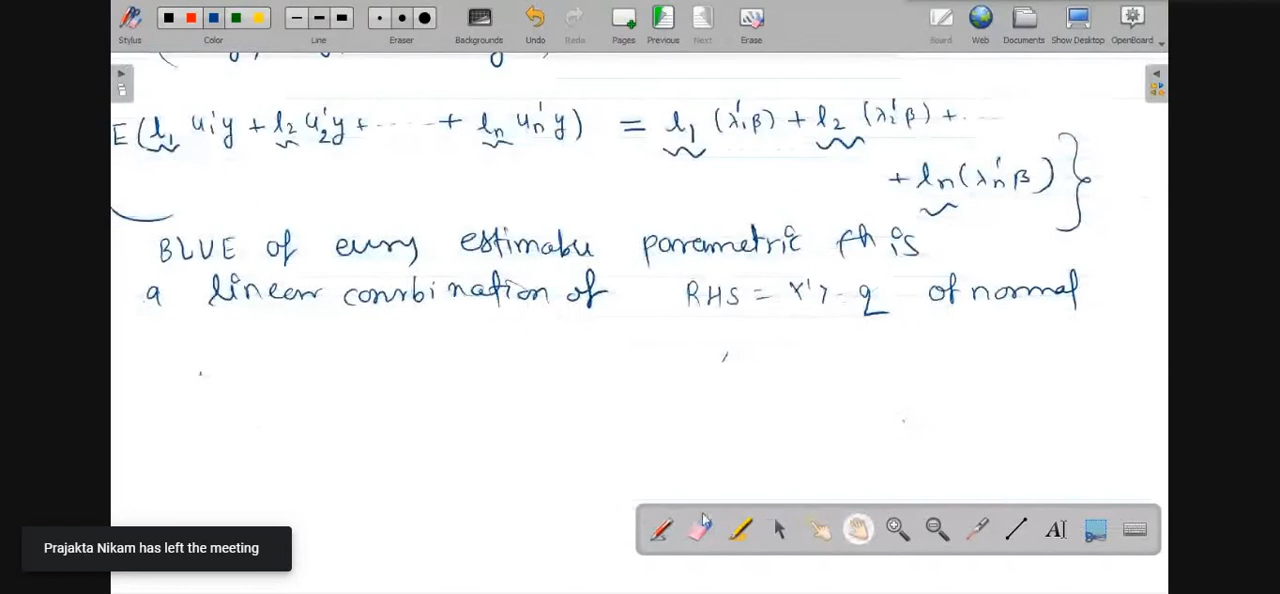 Stylus Color Line Eraser Backgrounds Undo Redo Pages Previous Next Erase Board Web Documents Show Desktop OpenBoard
E(l1 u1'y + l2 u2'y + ..... + ln un'y) = l1 (λ1'β) + l2 (λ2'β) + ....
+ ln(λn'β) }
BLUE of every estimable parametric fn is
a linear combination of RHS = x'y = q of normal
Prajakta Nikam has left the meeting
AI